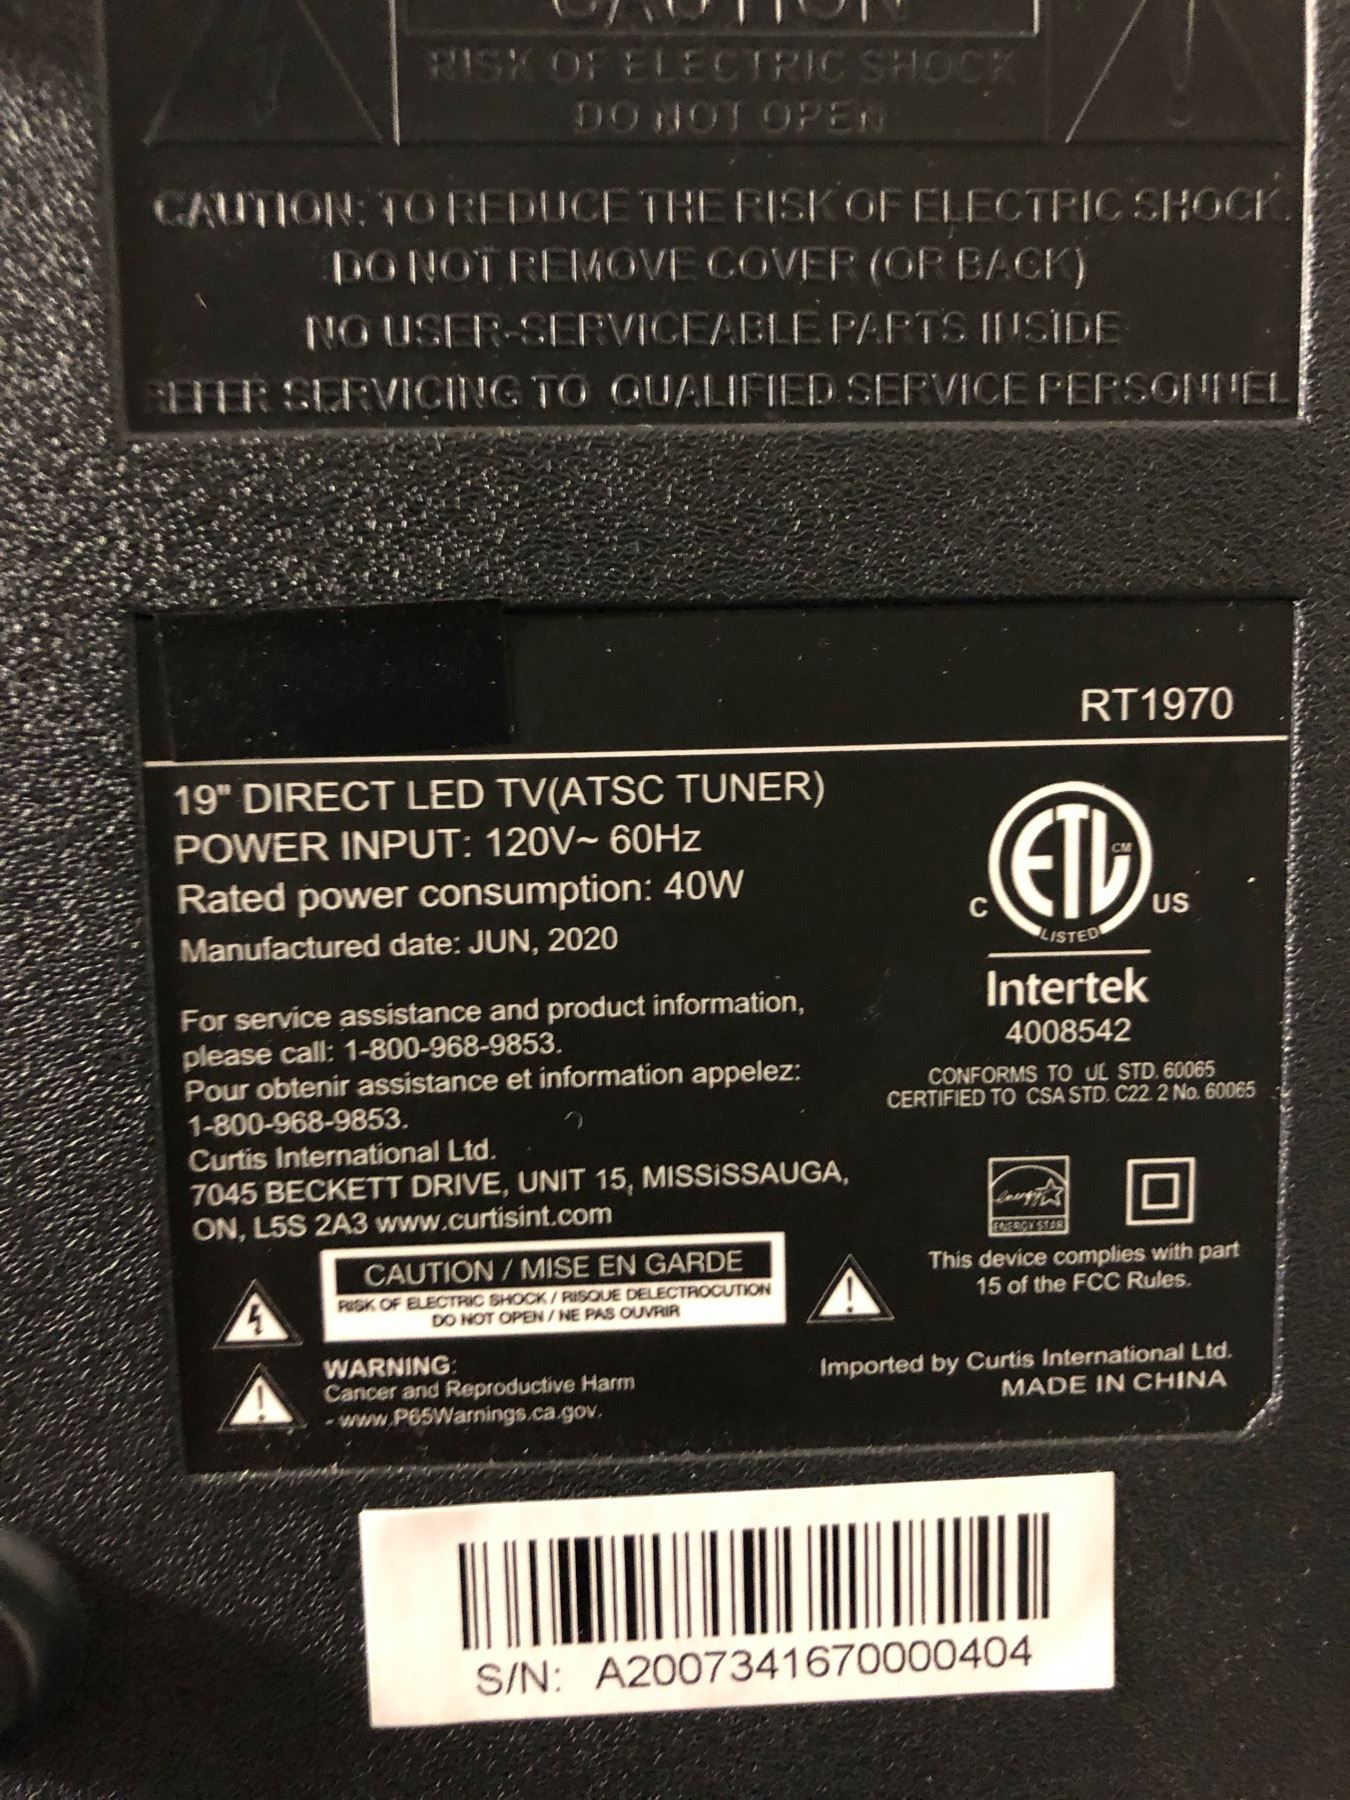 CAUTION
RISK OF ELECTRIC SHOCK
DO NOT OPEN
CAUTION: TO REDUCE THE RISK OF ELECTRIC SHOCK.
DO NOT REMOVE COVER (OR BACK)
NO USER-SERVICEABLE PARTS INSIDE
REFER SERVICING TO QUALIFIED SERVICE PERSONNEL
RT1970
19" DIRECT LED TV(ATSC TUNER)
POWER INPUT: 120V~ 60Hz
Rated power consumption: 40W
Manufactured date: JUN, 2020
ETL CM
C US
LISTED
Intertek
4008542
CONFORMS TO UL STD. 60065
CERTIFIED TO CSA STD. C22. 2 No. 60065
For service assistance and product information,
please call: 1-800-968-9853.
Pour obtenir assistance et information appelez:
1-800-968-9853.
Curtis International Ltd.
7045 BECKETT DRIVE, UNIT 15, MISSISSAUGA,
ON, L5S 2A3 www.curtisint.com
energy
ENERGY STAR
This device complies with part
15 of the FCC Rules.
CAUTION / MISE EN GARDE
RISK OF ELECTRIC SHOCK / RISQUE DELECTROCUTION
DO NOT OPEN / NE PAS OUVRIR
WARNING:
Cancer and Reproductive Harm
- www.P65Warnings.ca.gov.
Imported by Curtis International Ltd.
MADE IN CHINA
S/N: A2007341670000404